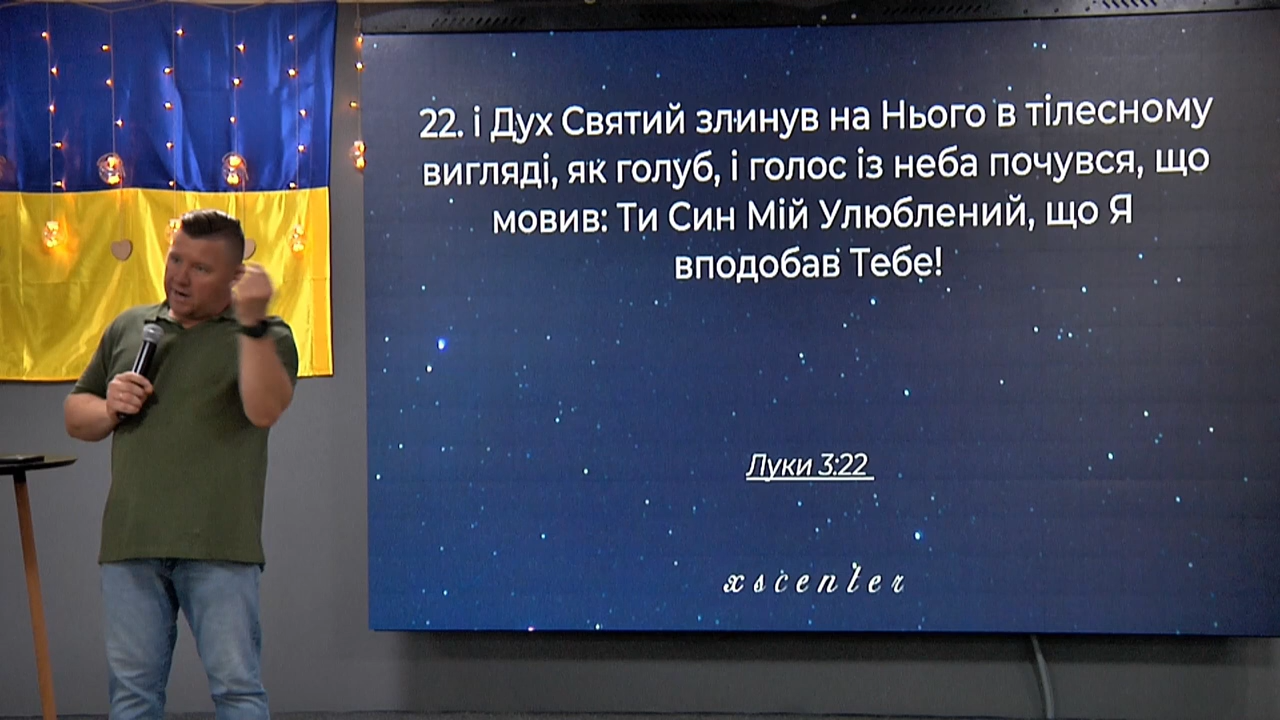 22. і Дух Святий злинув на Нього в тілесному
вигляді, як голуб, і голос із неба почувся, що
мовив: Ти Син Мій Улюблений, що Я
вподобав Тебе!
Луки 3:22
xscenter